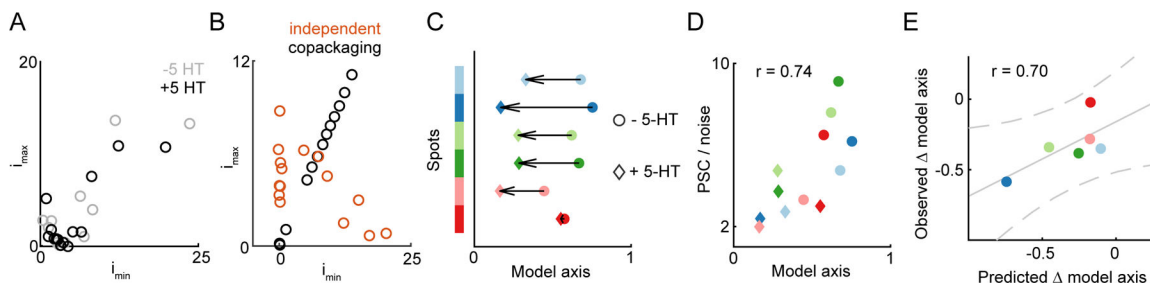 A
20
-5 HT
+5 HT
i max
0
0
i min
25
B
independent
copackaging
12
i max
0
0
i min
25
C
Spots
- 5-HT
+ 5-HT
0
Model axis
1
D
10
r = 0.74
PSC / noise
2
0
Model axis
1
E
r = 0.70
0
Observed Δ model axis
-0.5
-0.5
0
Predicted Δ model axis